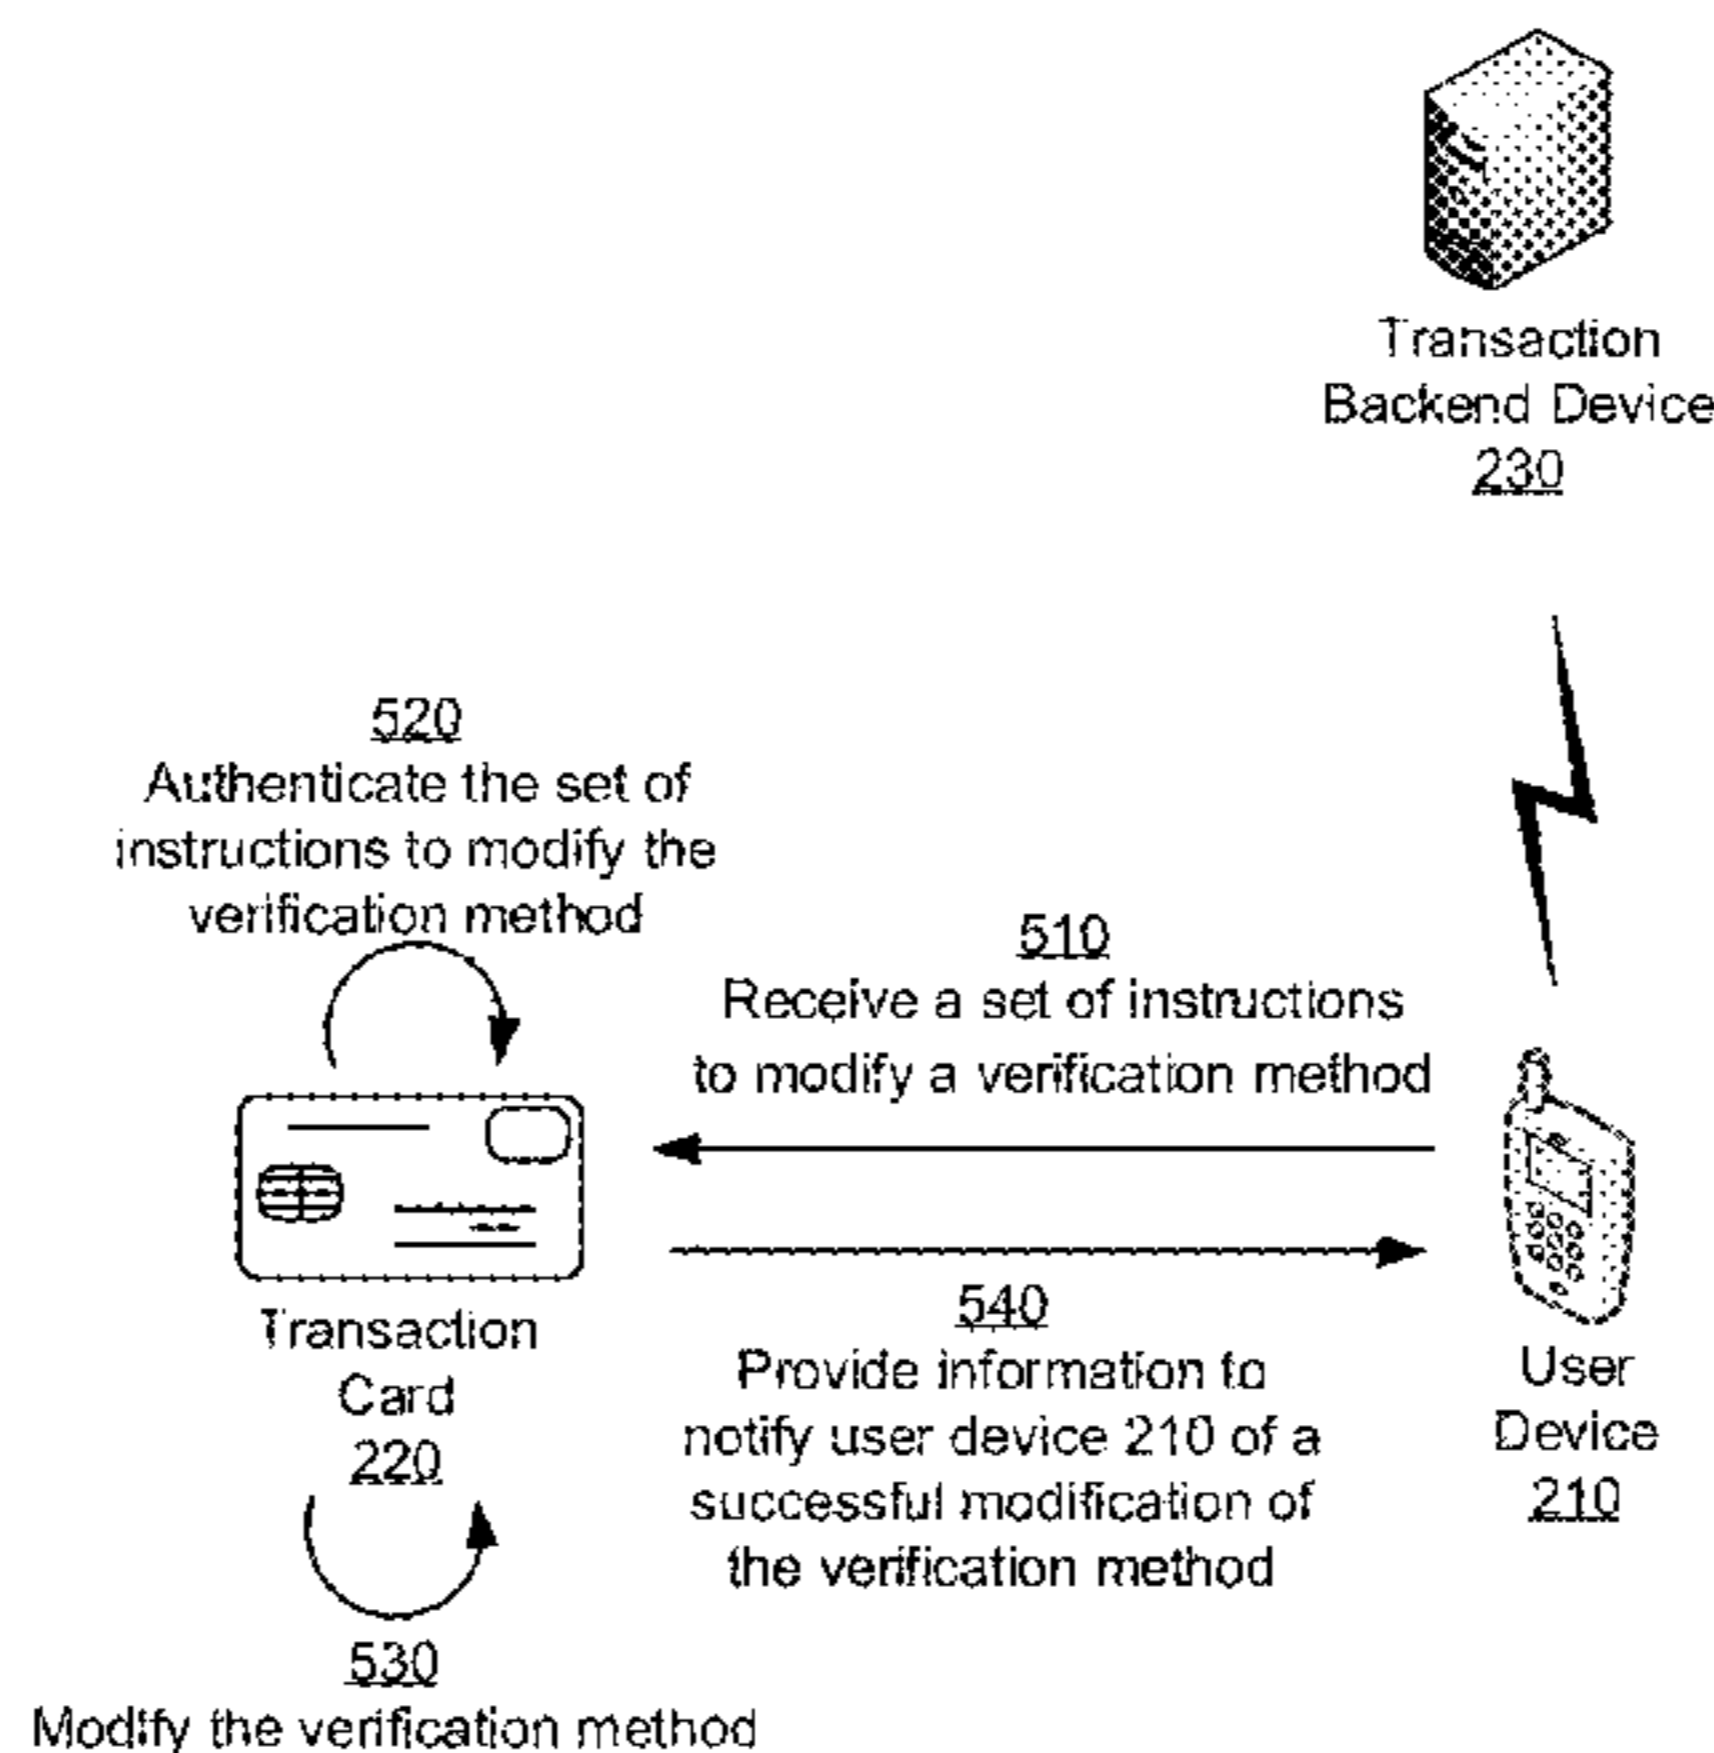 Transaction
Backend Device
230
520
Authenticate the set of
instructions to modify the
verification method
510
Receive a set of instructions
to modify a verification method
Transaction
Card
220
540
Provide information to
notify user device 210 of a
successful modification of
the verification method
User
Device
210
530
Modify the verification method